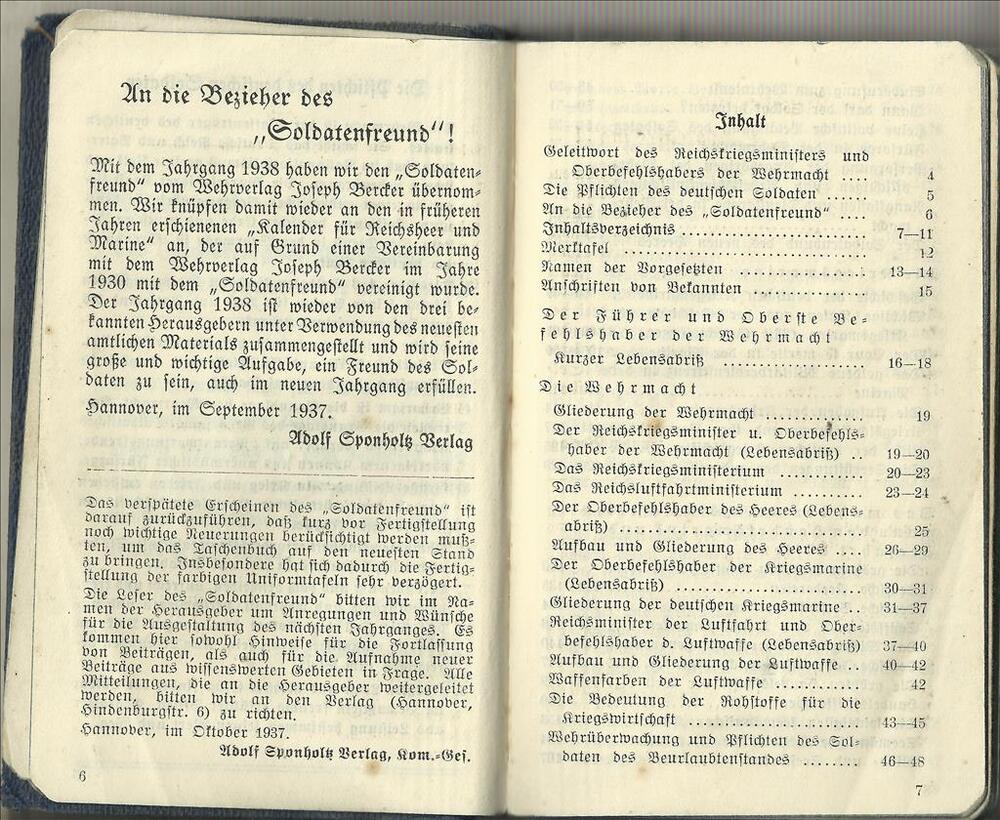 An die Bezieher des
„Soldatenfreund"!
Mit dem Jahrgang 1938 haben wir den „Soldaten-
freund" vom Wehrverlag Joseph Bercker übernom-
men. Wir knüpfen damit wieder an den in früheren
Jahren erschienenen „Kalender für Reichsheer und
Marine" an, der auf Grund einer Vereinbarung
mit dem Wehrverlag Joseph Bercker im Jahre
1930 mit dem „Soldatenfreund" vereinigt wurde.
Der Jahrgang 1938 ist wieder von den drei be-
kannten Herausgebern unter Verwendung des neuesten
amtlichen Materials zusammengestellt und wird seine
große und wichtige Aufgabe, ein Freund des Sol-
daten zu sein, auch im neuen Jahrgang erfüllen.
Hannover, im September 1937.
Adolf Sponholtz Verlag
Das verspätete Erscheinen des „Soldatenfreund" ist
darauf zurückzuführen, daß kurz vor Fertigstellung
noch wichtige Neuerungen berücksichtigt werden muß-
ten, um das Taschenbuch auf den neuesten Stand
zu bringen. Insbesondere hat sich dadurch die Fertig-
stellung der farbigen Uniformtafeln sehr verzögert.
Die Leser des „Soldatenfreund" bitten wir im Na-
men der Herausgeber um Anregungen und Wünsche
für die Ausgestaltung des nächsten Jahrganges. Es
kommen hier sowohl Hinweise für die Fortlassung
von Beiträgen, als auch für die Aufnahme neuer
Beiträge aus wissenswerten Gebieten in Frage. Alle
Mitteilungen, die an die Herausgeber weitergeleitet
werden, bitten wir an den Verlag (Hannover,
Hindenburgstr. 6) zu richten.
Hannover, im Oktober 1937.
Adolf Sponholtz Verlag, Kom.-Ges.
6
Inhalt
Geleitwort des Reichskriegsministers und
Oberbefehlshabers der Wehrmacht .... 4
Die Pflichten des deutschen Soldaten ..... 5
An die Bezieher des „Soldatenfreund" .... 6
Inhaltsverzeichnis .................... 7—11
Merktafel .......................... 12
Namen der Vorgesetzten .............. 13—14
Anschriften von Bekannten ............ 15
Der Führer und Oberste Be-
fehlshaber der Wehrmacht
Kurzer Lebensabriß ................ 16—18
Die Wehrmacht
Gliederung der Wehrmacht .......... 19
Der Reichskriegsminister u. Oberbefehls-
haber der Wehrmacht (Lebensabriß) .. 19—20
Das Reichskriegsministerium .......... 20—23
Das Reichsluftfahrtministerium ........ 23—24
Der Oberbefehlshaber des Heeres (Lebens-
abriß) ........................... 25
Aufbau und Gliederung des Heeres .... 26—29
Der Oberbefehlshaber der Kriegsmarine
(Lebensabriß) ..................... 30—31
Gliederung der deutschen Kriegsmarine .. 31—37
Reichsminister der Luftfahrt und Ober-
befehlshaber d. Luftwaffe (Lebensabriß) 37—40
Aufbau und Gliederung der Luftwaffe .. 40—42
Waffenfarben der Luftwaffe ........... 42
Die Bedeutung der Rohstoffe für die
Kriegswirtschaft .................. 43—45
Wehrüberwachung und Pflichten des Sol-
daten des Beurlaubtenstandes ........ 46—48
7